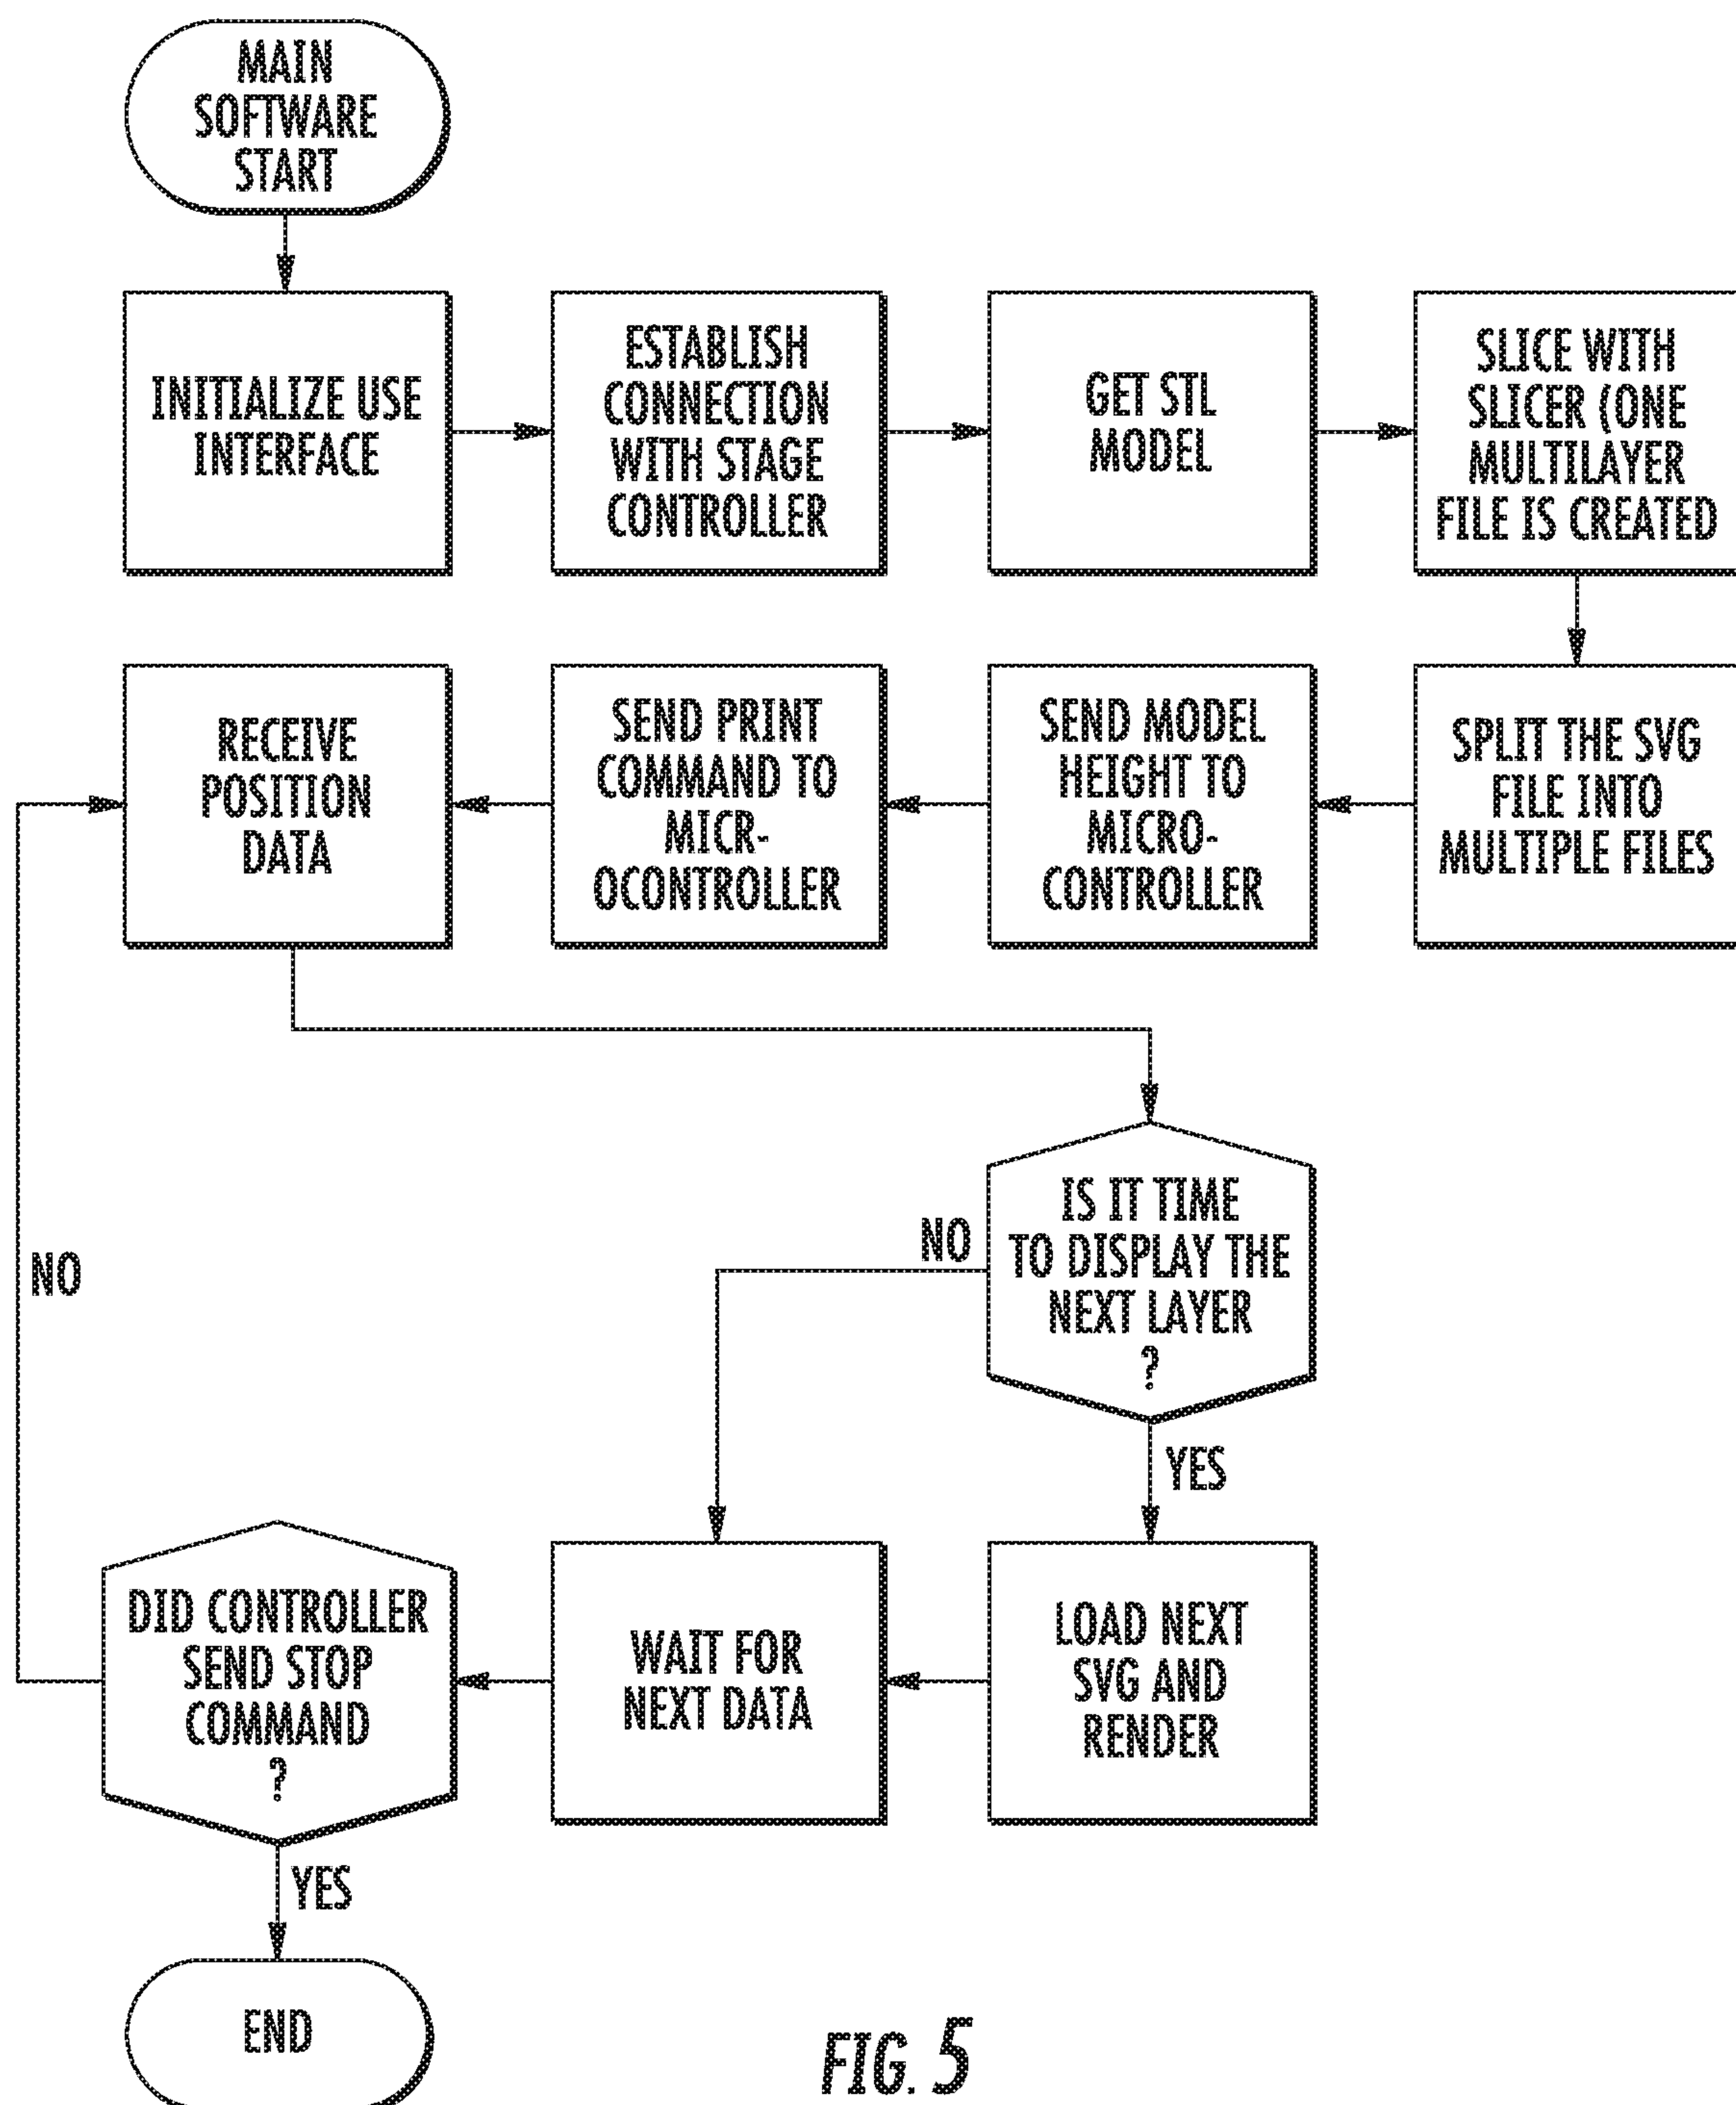 MAIN
SOFTWARE
START
INITIALIZE USE
INTERFACE
ESTABLISH
CONNECTION
WITH STAGE
CONTROLLER
GET STL
MODEL
SLICE WITH
SLICER (ONE
MULTILAYER
FILE IS CREATED
RECEIVE
POSITION
DATA
SEND PRINT
COMMAND TO
MICR-
OCONTROLLER
SEND MODEL
HEIGHT TO
MICRO-
CONTROLLER
SPLIT THE SVG
FILE INTO
MULTIPLE FILES
IS IT TIME
TO DISPLAY THE
NEXT LAYER
?
NO
NO
YES
DID CONTROLLER
SEND STOP
COMMAND
?
WAIT FOR
NEXT DATA
LOAD NEXT
SVG AND
RENDER
YES
END
FIG. 5